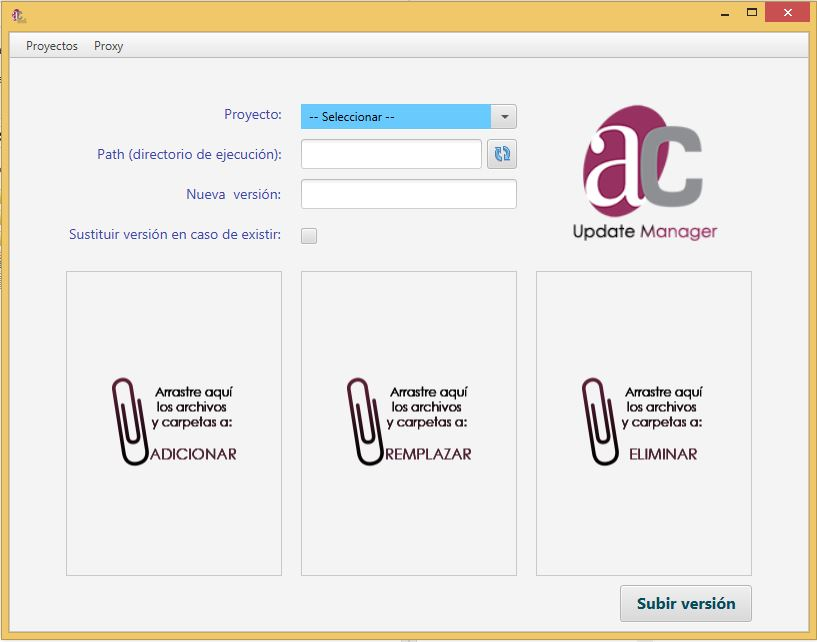 Proyectos Proxy
Proyecto: -- Seleccionar --
Path (directorio de ejecución):
Nueva versión:
Sustituir versión en caso de existir:
ac
Update Manager
Arrastre aquí
los archivos
y carpetas a:
ADICIONAR
Arrastre aquí
los archivos
y carpetas a:
REMPLAZAR
Arrastre aquí
los archivos
y carpetas a:
ELIMINAR
Subir versión